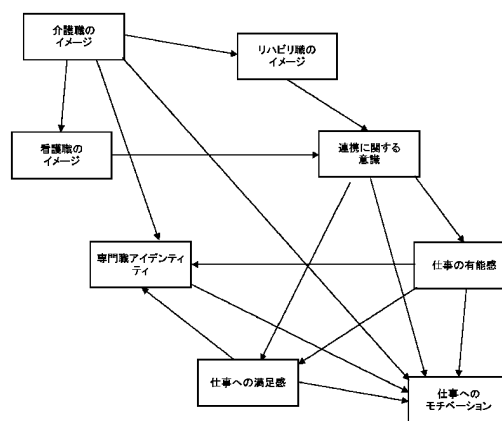 介護職の
イメージ
リハビリ職の
イメージ
看護職の
イメージ
連携に関する
意識
専門職アイデンティ
ティ
仕事の有能感
仕事への満足感
仕事への
モチベーション